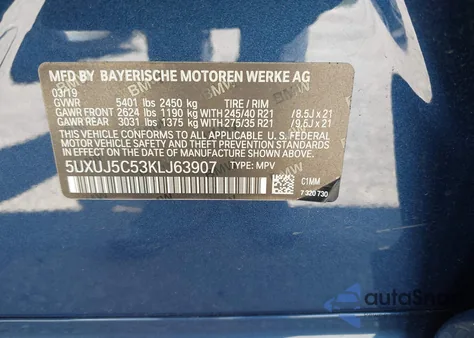 MFD BY BAYERISCHE MOTOREN WERKE AG
03/19
GVWR 5401 lbs 2450 kg TIRE / RIM
GAWR FRONT 2624 lbs 1190 kg 245/40 R21 /8.5J x 21
GAWR REAR 3031 lbs 1375 kg 275/35 R21 /9.5J x 21
THIS VEHICLE CONFORMS TO ALL APPLICABLE U. S. FEDERAL
MOTOR VEHICLE SAFETY, BUMPER, AND THEFT PREVENTION
STANDARDS IN EFFECT ON THE DATE OF MANUFACTURE SHOWN ABOVE.
5UXUJ5C53KLJ63907 TYPE: MPV
C1MM
7 320 730